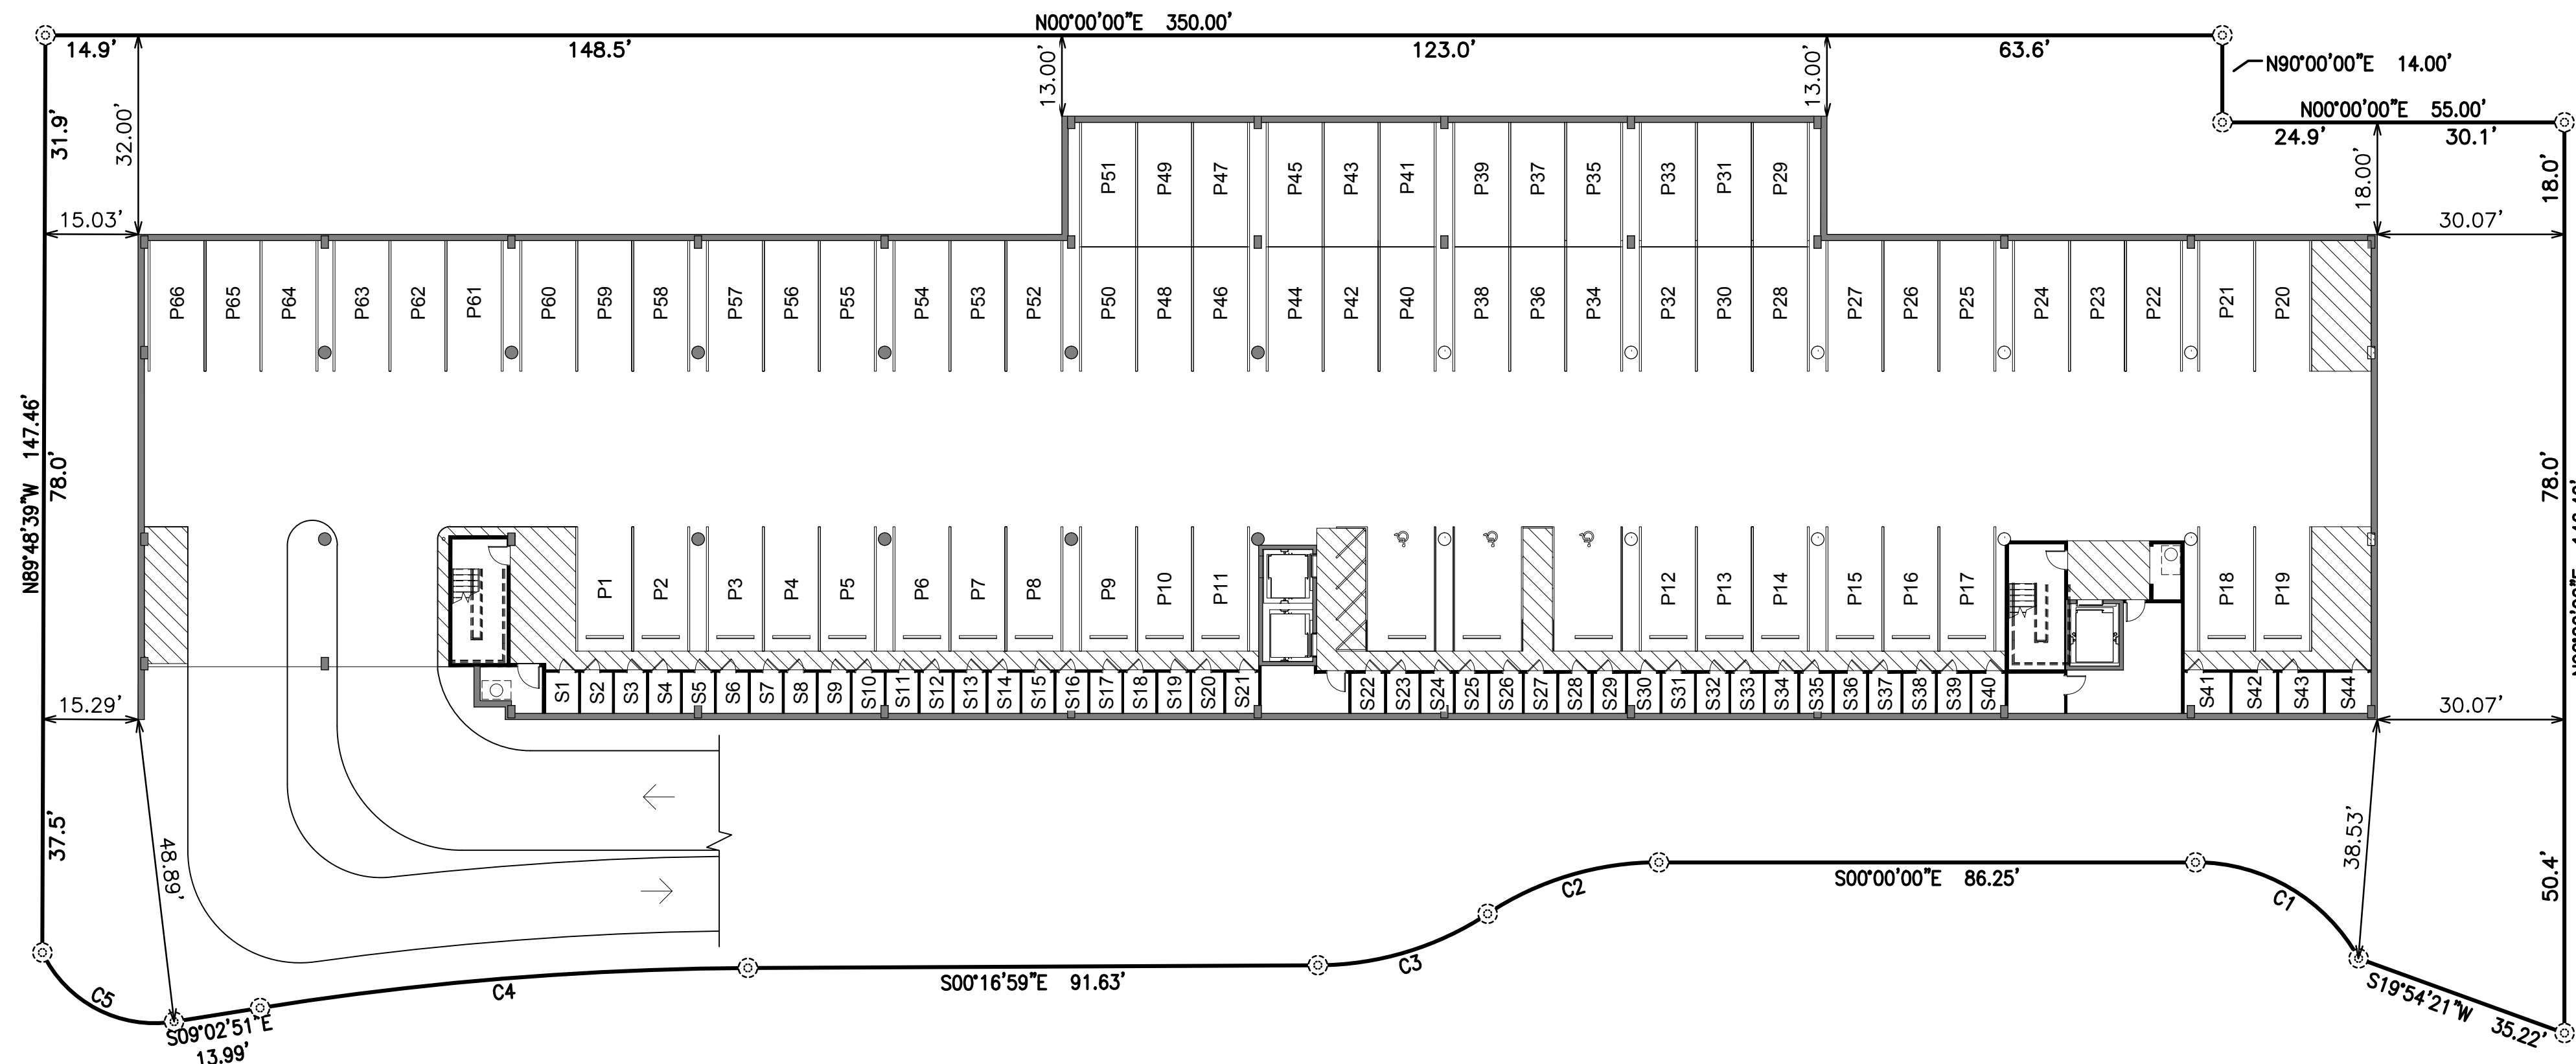 N00°00'00"E 350.00'
14.9'
148.5'
123.0'
63.6'
N90°00'00"E 14.00'
N00°00'00"E 55.00'
24.9'
30.1'
31.9'
32.00'
13.00'
13.00'
18.00'
18.0'
15.03'
30.07'
P51 P49 P47 P45 P43 P41 P39 P37 P35 P33 P31 P29
P66 P65 P64 P63 P62 P61 P60 P59 P58 P57 P56 P55 P54 P53 P52 P50 P48 P46 P44 P42 P40 P38 P36 P34 P32 P30 P28 P27 P26 P25 P24 P23 P22 P21 P20
N89°48'39"W 147.46'
78.0'
78.0'
P1 P2 P3 P4 P5 P6 P7 P8 P9 P10 P11 P12 P13 P14 P15 P16 P17 P18 P19
S1 S2 S3 S4 S5 S6 S7 S8 S9 S10 S11 S12 S13 S14 S15 S16 S17 S18 S19 S20 S21 S22 S23 S24 S25 S26 S27 S28 S29 S30 S31 S32 S33 S34 S35 S36 S37 S38 S39 S40 S41 S42 S43 S44
15.29'
30.07'
37.5'
48.89'
38.53'
50.4'
S00°00'00"E 86.25'
C2
C1
C3
S00°16'59"E 91.63'
C4
C5
S09°02'51"E
13.99'
S19°54'21"W 35.22'